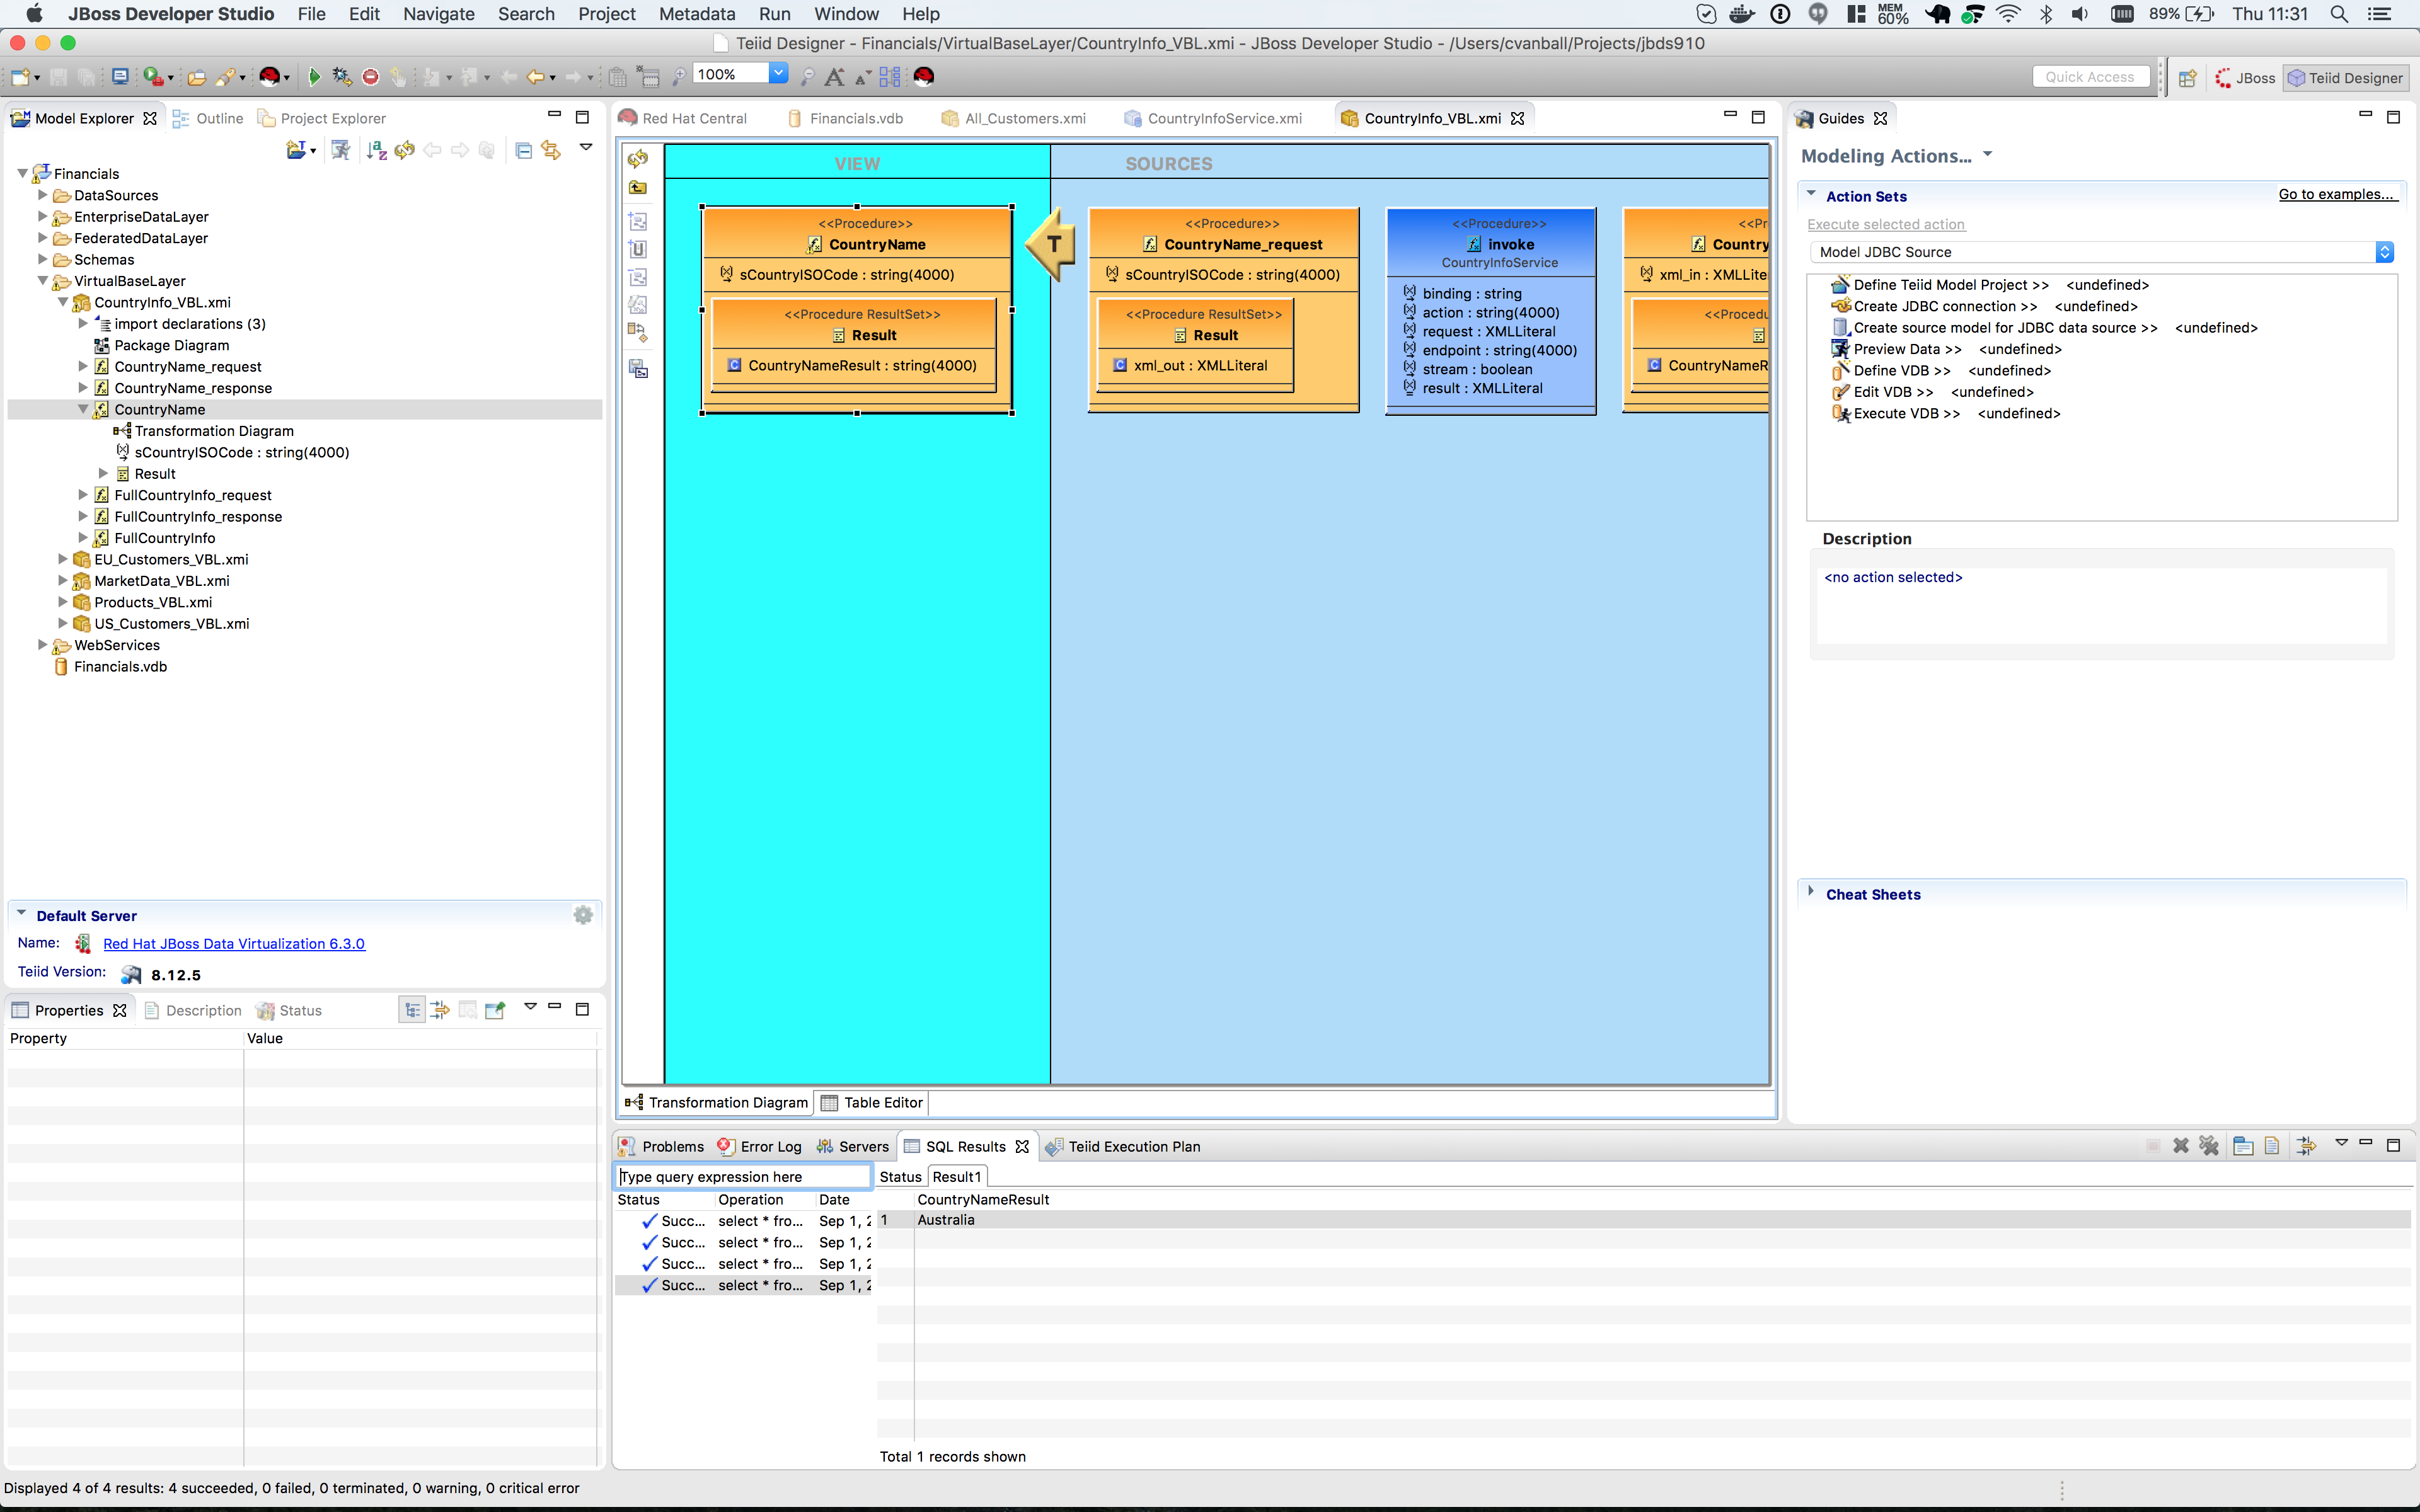 JBoss Developer Studio File Edit Navigate Search Project Metadata Run Window Help MEM 60% 89% Thu 11:31
Teiid Designer - Financials/VirtualBaseLayer/CountryInfo_VBL.xmi - JBoss Developer Studio - /Users/cvanball/Projects/jbds910
100% Quick Access JBoss Teiid Designer
Model Explorer Outline Project Explorer
Financials
DataSources
EnterpriseDataLayer
FederatedDataLayer
Schemas
VirtualBaseLayer
CountryInfo_VBL.xmi
import declarations (3)
Package Diagram
CountryName_request
CountryName_response
CountryName
Transformation Diagram
sCountryISOCode : string(4000)
Result
FullCountryInfo_request
FullCountryInfo_response
FullCountryInfo
EU_Customers_VBL.xmi
MarketData_VBL.xmi
Products_VBL.xmi
US_Customers_VBL.xmi
WebServices
Financials.vdb
Default Server
Name: Red Hat JBoss Data Virtualization 6.3.0
Teiid Version: 8.12.5
Properties Description Status
Property Value
Red Hat Central Financials.vdb All_Customers.xmi CountryInfoService.xmi CountryInfo_VBL.xmi
VIEW SOURCES
<<Procedure>>
CountryName
sCountryISOCode : string(4000)
<<Procedure ResultSet>>
Result
CountryNameResult : string(4000)
T
<<Procedure>>
CountryName_request
sCountryISOCode : string(4000)
<<Procedure ResultSet>>
Result
xml_out : XMLLiteral
<<Procedure>>
invoke
CountryInfoService
binding : string
action : string(4000)
request : XMLLiteral
endpoint : string(4000)
stream : boolean
result : XMLLiteral
<<Pr
Country
xml_in : XMLLite
<<Proced
CountryNameR
Transformation Diagram Table Editor
Guides
Modeling Actions...
Action Sets Go to examples...
Execute selected action
Model JDBC Source
Define Teiid Model Project >> <undefined>
Create JDBC connection >> <undefined>
Create source model for JDBC data source >> <undefined>
Preview Data >> <undefined>
Define VDB >> <undefined>
Edit VDB >> <undefined>
Execute VDB >> <undefined>
Description
<no action selected>
Cheat Sheets
Problems Error Log Servers SQL Results Teiid Execution Plan
Type query expression here Status Result1
Status Operation Date CountryNameResult
Succ... select * fro... Sep 1, 2 1 Australia
Succ... select * fro... Sep 1, 2
Succ... select * fro... Sep 1, 2
Succ... select * fro... Sep 1, 2
Total 1 records shown
Displayed 4 of 4 results: 4 succeeded, 0 failed, 0 terminated, 0 warning, 0 critical error